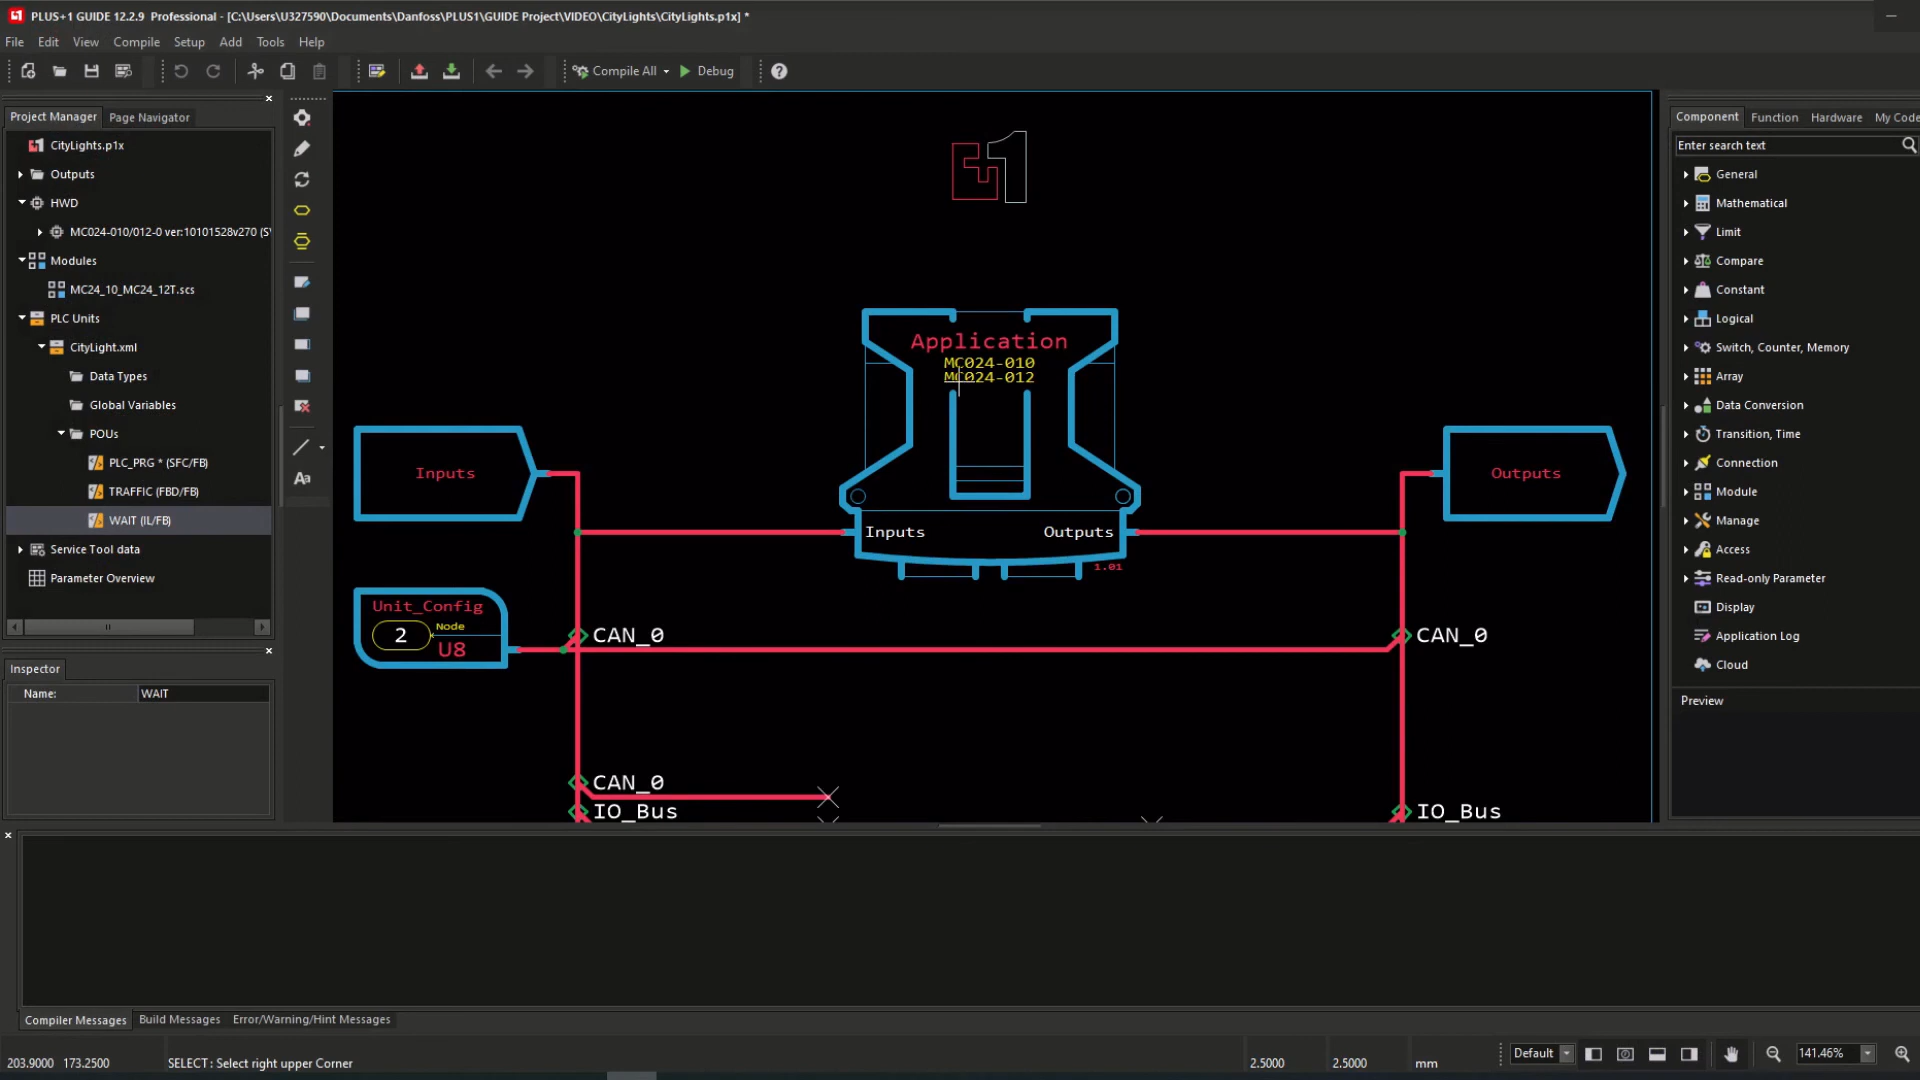 PLUS+1 GUIDE 12.2.9 Professional - [C:\Users\U327590\Documents\Danfoss\PLUS1\GUIDE Project\VIDEO\CityLights\CityLights.p1x] *
File Edit View Compile Setup Add Tools Help
Compile All Debug
Project Manager Page Navigator
CityLights.p1x
Outputs
HWD
MC024-010/012-0 ver:10101528v270 (S
Modules
MC24_10_MC24_12T.scs
PLC Units
CityLight.xml
Data Types
Global Variables
POUs
PLC_PRG * (SFC/FB)
TRAFFIC (FBD/FB)
WAIT (IL/FB)
Service Tool data
Parameter Overview
Inspector
Name: WAIT
Application
MC024-010
MC024-012
Inputs
Outputs
Inputs Outputs
1.01
Unit_Config
Node
2
U8
CAN_0
CAN_0
CAN_0
IO_Bus
IO_Bus
Component Function Hardware My Code
Enter search text
General
Mathematical
Limit
Compare
Constant
Logical
Switch, Counter, Memory
Array
Data Conversion
Transition, Time
Connection
Module
Manage
Access
Read-only Parameter
Display
Application Log
Cloud
Preview
Compiler Messages Build Messages Error/Warning/Hint Messages
203.9000 173.2500 SELECT : Select right upper Corner 2.5000 2.5000 mm Default 141.46%